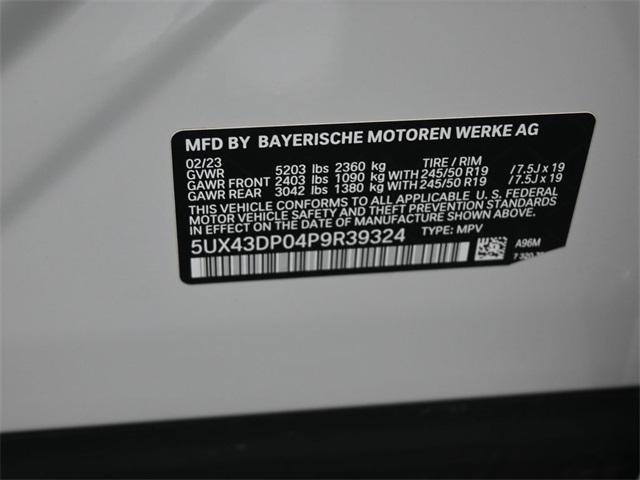 MFD BY BAYERISCHE MOTOREN WERKE AG
02/23 TIRE / RIM
GVWR 5203 lbs 2360 kg
GAWR FRONT 2403 lbs 1090 kg WITH 245/50 R19 / 7.5J x 19
GAWR REAR 3042 lbs 1380 kg WITH 245/50 R19 / 7.5J x 19
THIS VEHICLE CONFORMS TO ALL APPLICABLE U. S. FEDERAL
MOTOR VEHICLE SAFETY BUMPER, AND THEFT PREVENTION STANDARDS
IN EFFECT ON THE DATE OF MANUFACTURE SHOWN ABOVE.
5UX43DP04P9R39324 TYPE: MPV
A96M
7 320